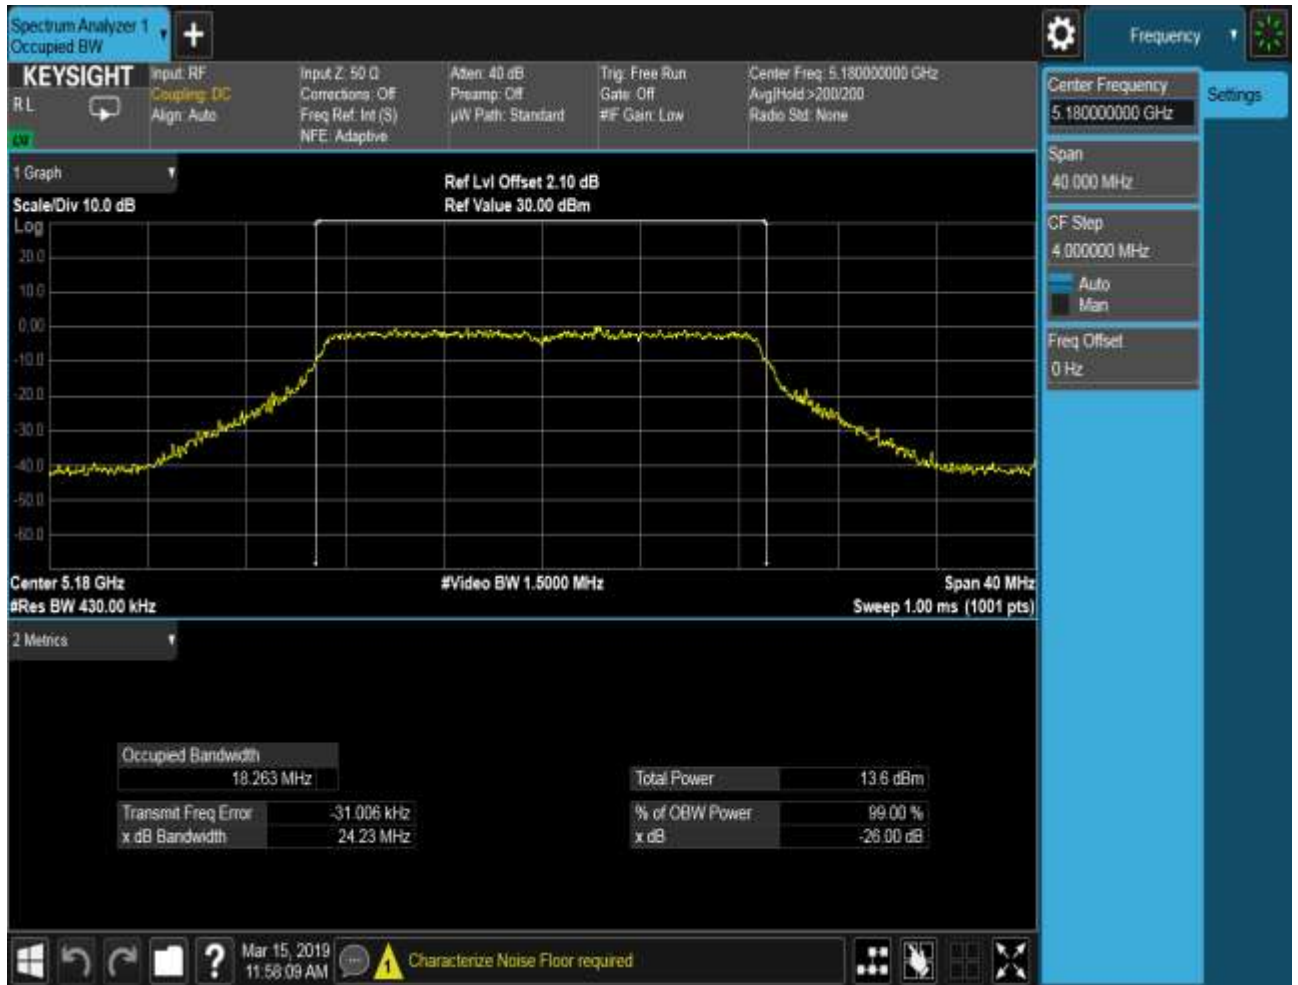 Spectrum Analyzer 1
Occupied BW
Frequency
KEYSIGHT
R L
Input: RF
Coupling: DC
Align: Auto
Input Z: 50 Ω
Corrections: Off
Freq Ref: Int (S)
NFE: Adaptive
Atten: 40 dB
Preamp: Off
µW Path: Standard
Trig: Free Run
Gate: Off
#IF Gain: Low
Center Freq: 5.180000000 GHz
Avg|Hold:>200/200
Radio Std: None
Center Frequency
5.180000000 GHz
Settings
Span
40.000 MHz
CF Step
4.000000 MHz
Auto
Man
Freq Offset
0 Hz
1 Graph
Scale/Div 10.0 dB
Ref Lvl Offset 2.10 dB
Ref Value 30.00 dBm
Log
20.0
10.0
0.00
-10.0
-20.0
-30.0
-40.0
-50.0
-60.0
Center 5.18 GHz
#Video BW 1.5000 MHz
Span 40 MHz
#Res BW 430.00 kHz
Sweep 1.00 ms (1001 pts)
2 Metrics
Occupied Bandwidth
18.263 MHz
Total Power 13.6 dBm
Transmit Freq Error -31.006 kHz
% of OBW Power 99.00 %
x dB Bandwidth 24.23 MHz
x dB -26.00 dB
?
Mar 15, 2019
11:58:09 AM
1
Characterize Noise Floor required